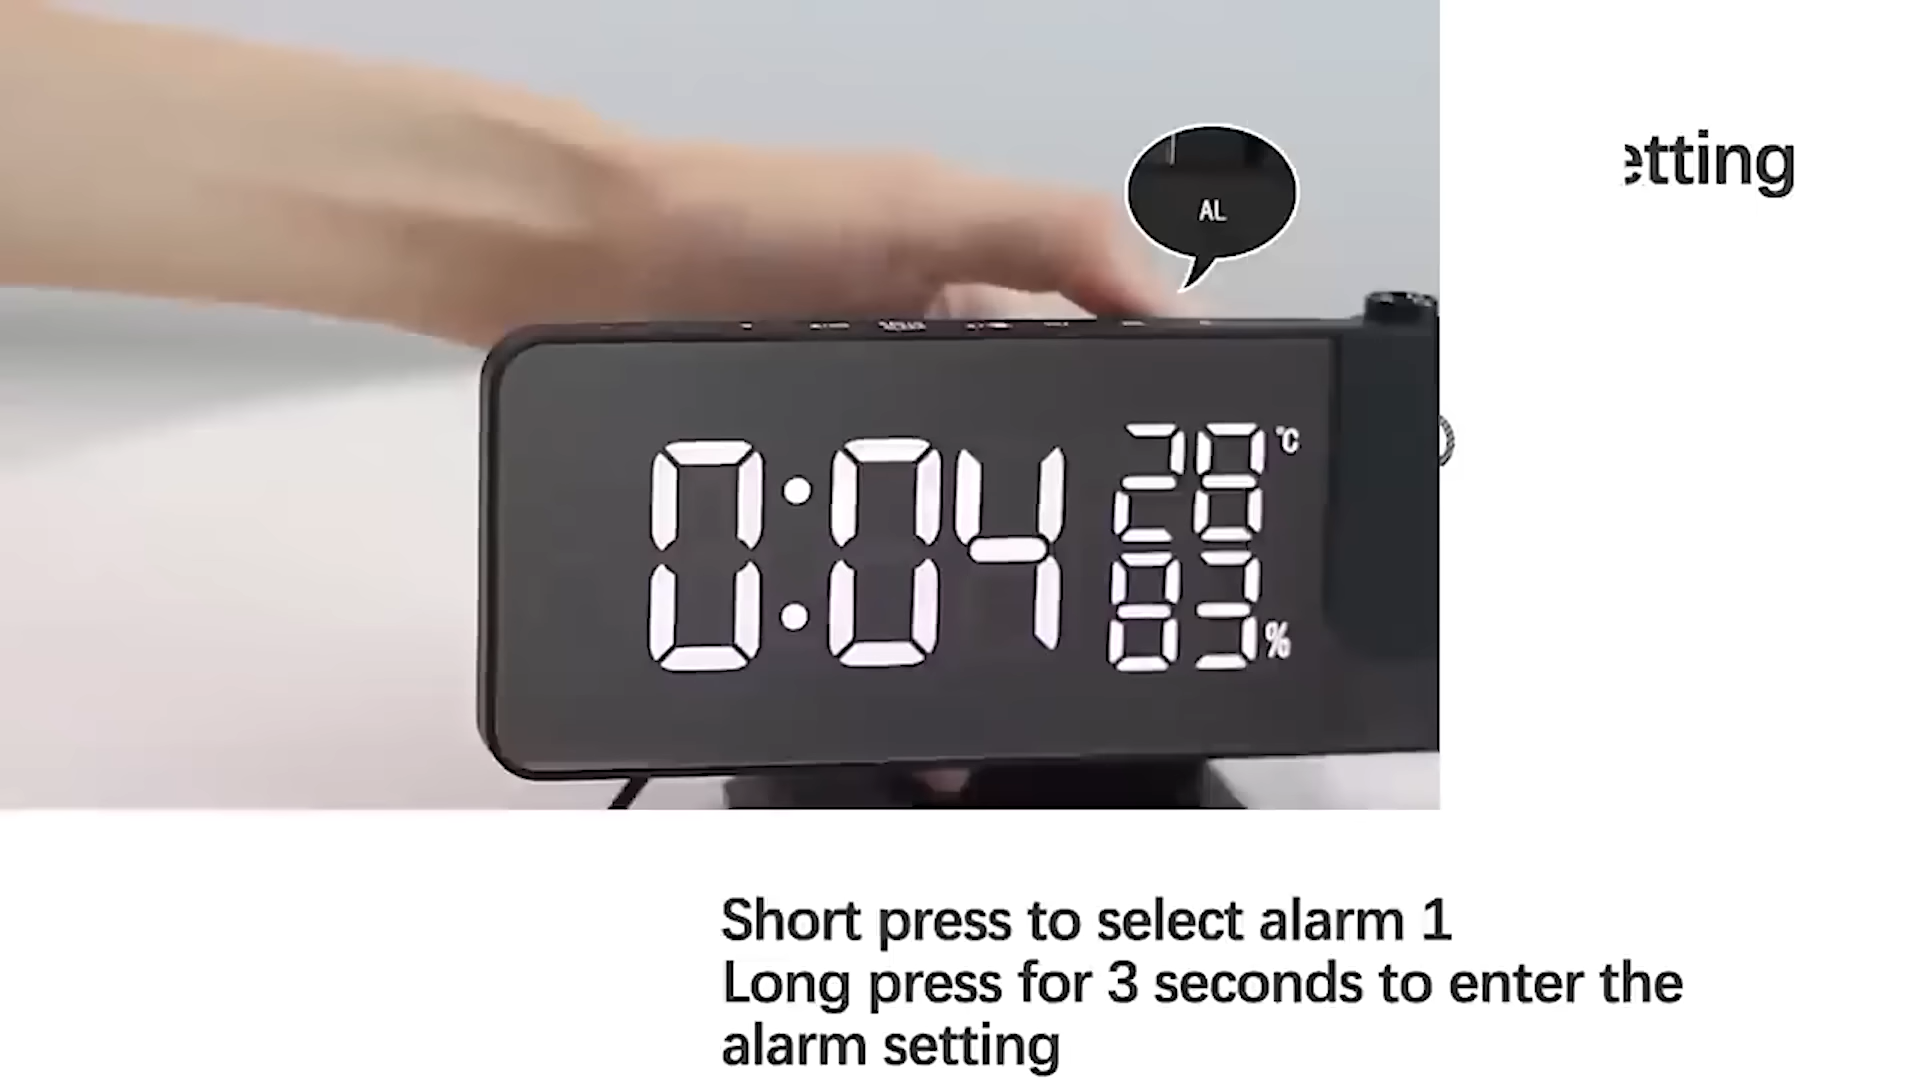 etting
AL
0:04
28 °C
63 %
Short press to select alarm 1
Long press for 3 seconds to enter the
alarm setting